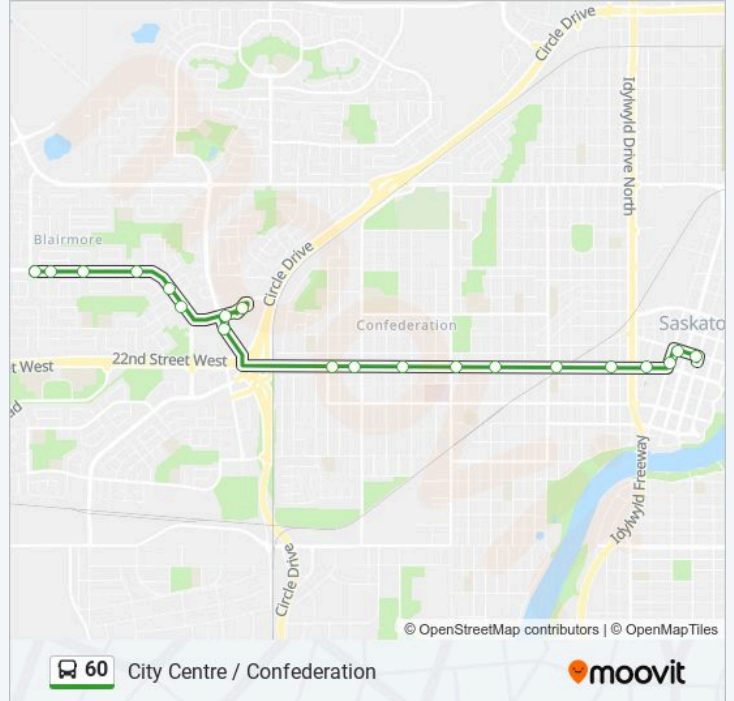 Circle Drive
Idylwyld Drive North
Blairmore
Circle Drive
Confederation
Saskato
t West
22nd Street West
ad
Idylwyld Freeway
Circle Drive
© OpenStreetMap contributors | © OpenMapTiles
60 City Centre / Confederation
moovit